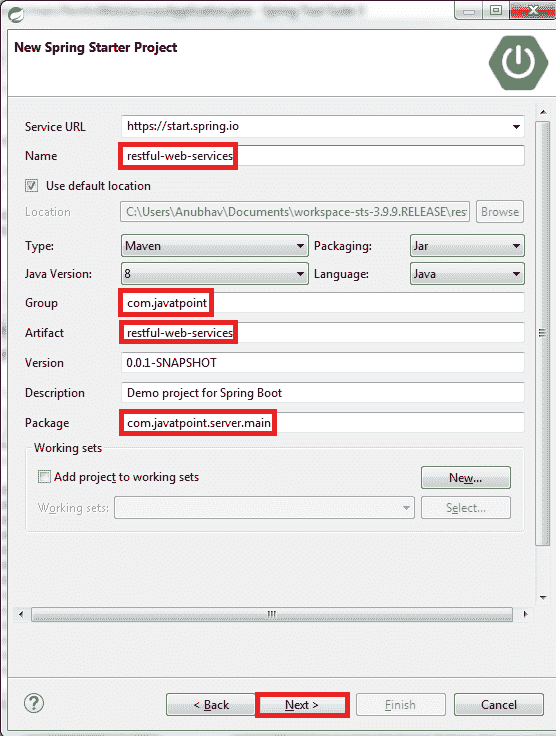 New Spring Starter Project
Service URL https://start.spring.io
Name restful-web-services
Use default location
Location C:\Users\Anubhav\Documents\workspace-sts-3.9.9.RELEASE\res Browse
Type: Maven Packaging: Jar
Java Version: 8 Language: Java
Group com.javatpoint
Artifact restful-web-services
Version 0.0.1-SNAPSHOT
Description Demo project for Spring Boot
Package com.javatpoint.server.main
Working sets
Add project to working sets New...
Working sets: Select...
? < Back Next > Finish Cancel